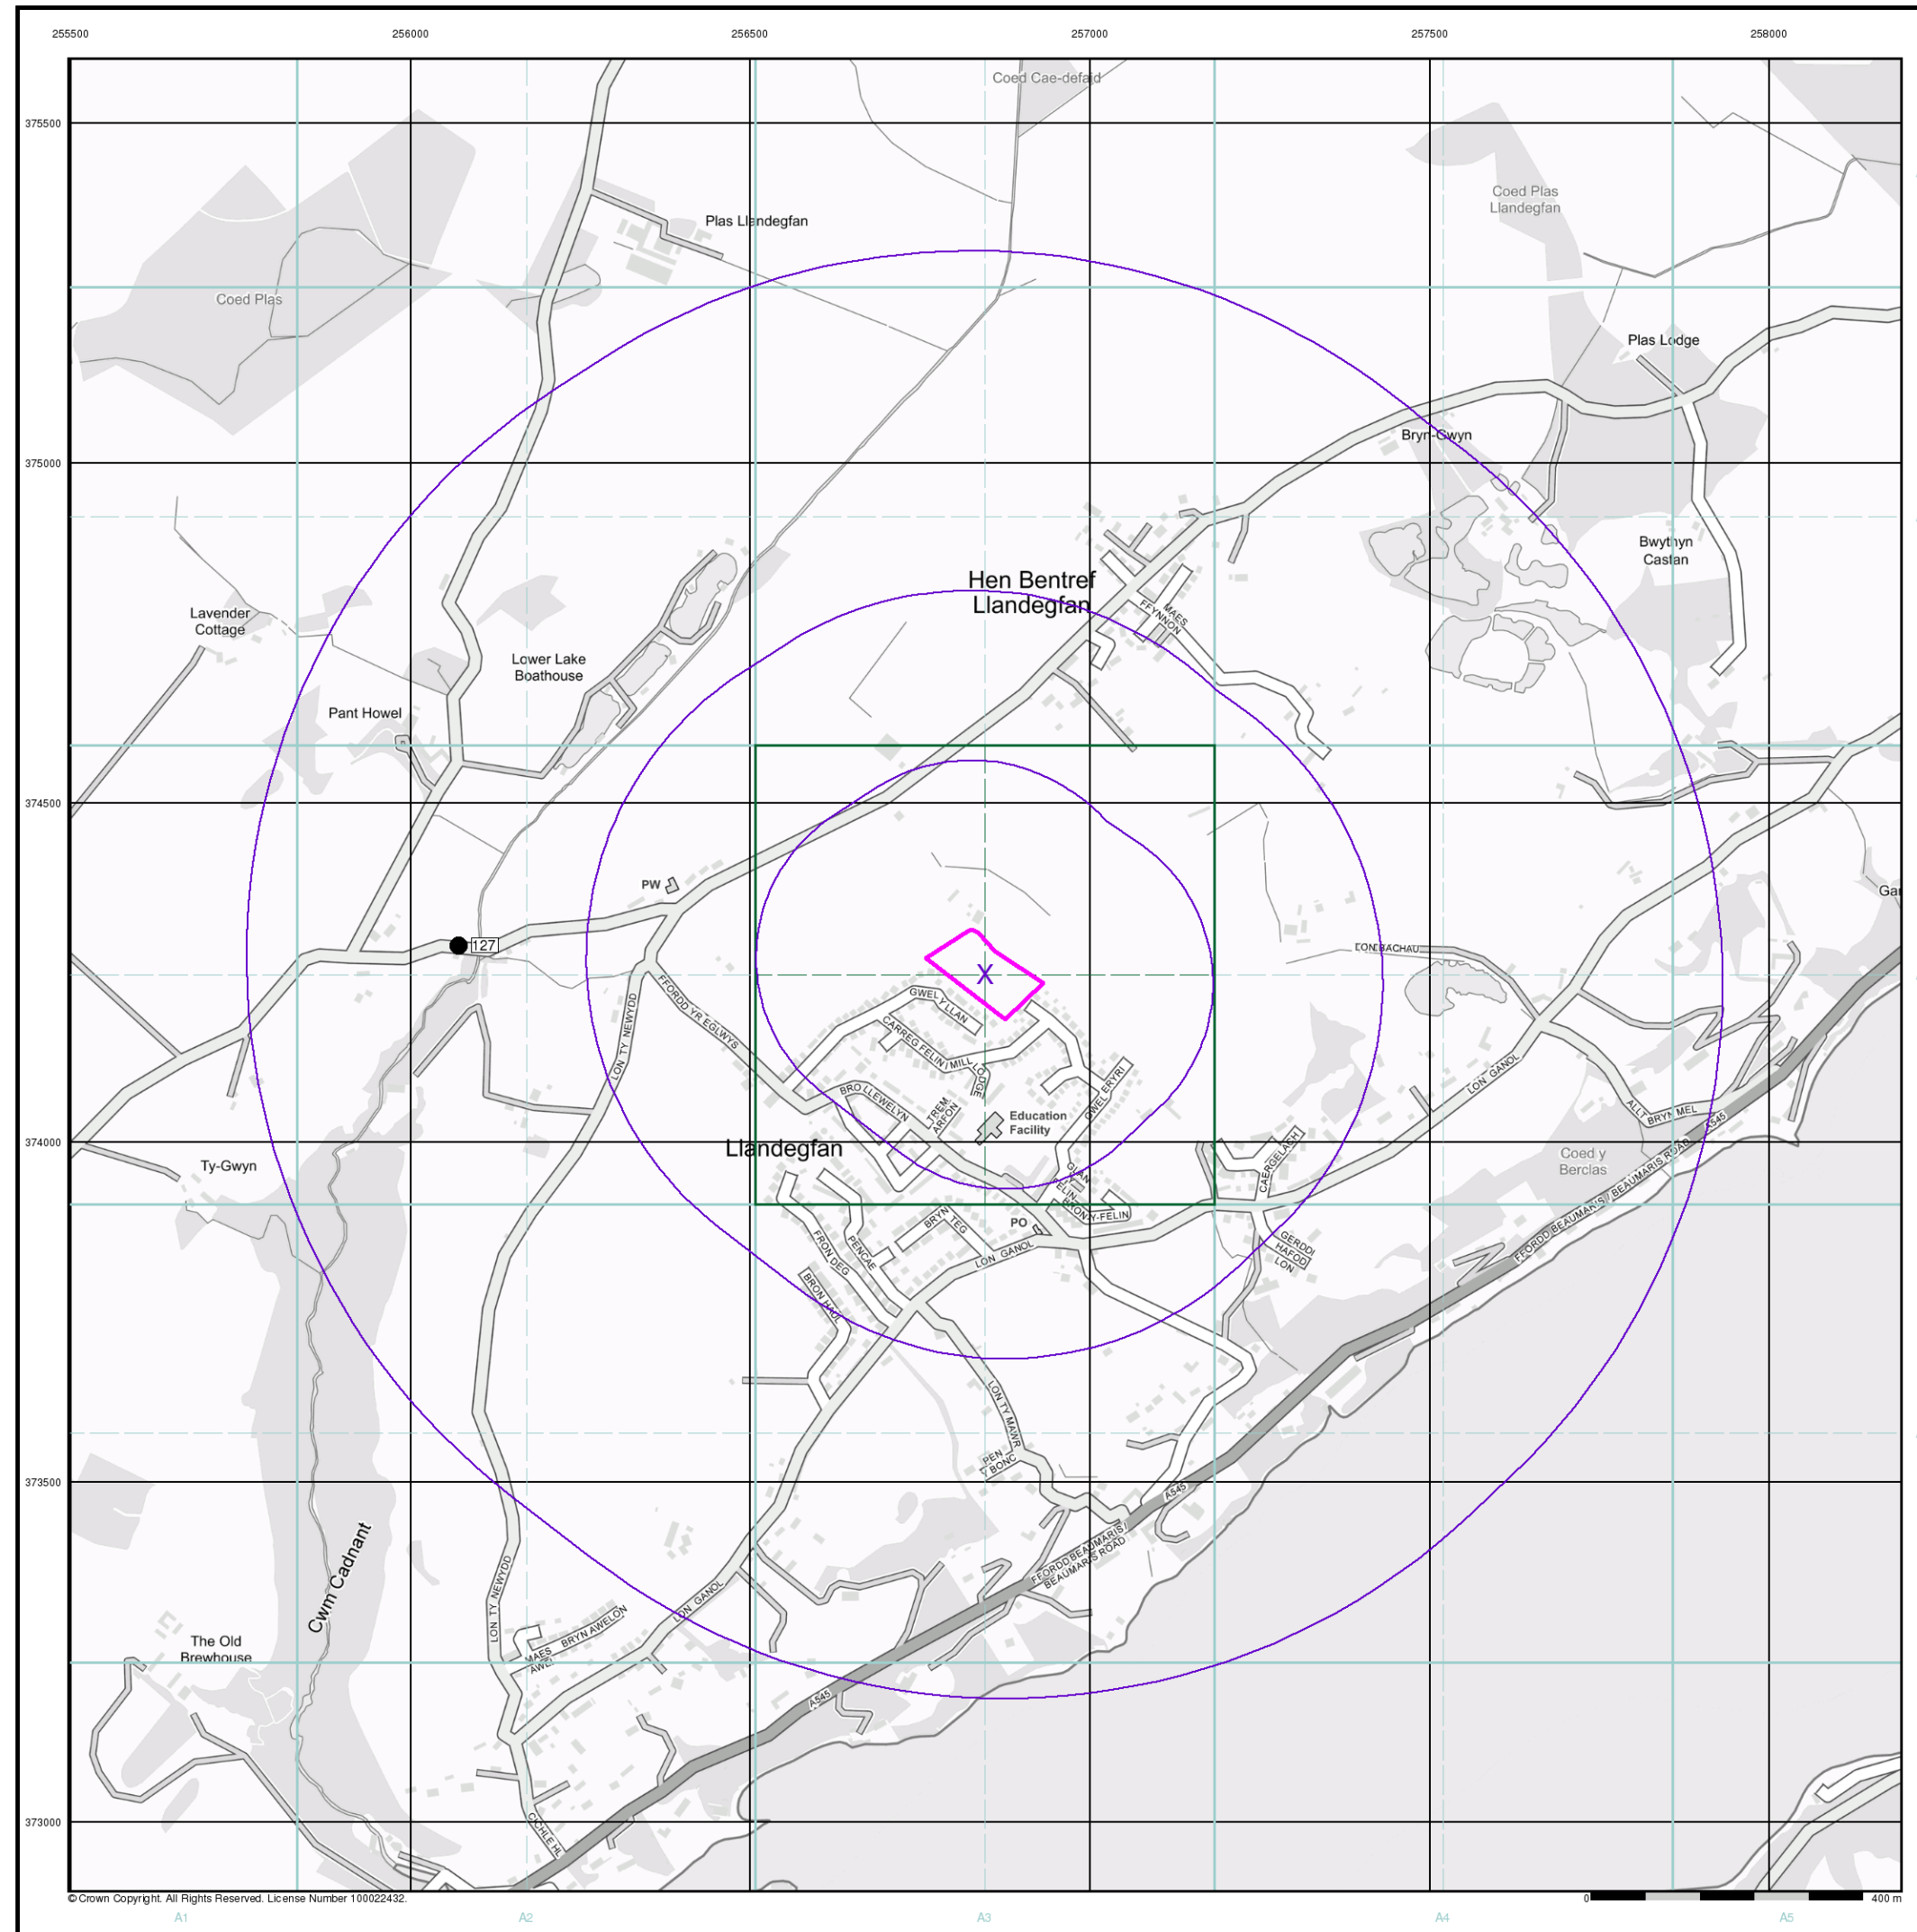 255500 256000 256500 257000 257500 258000
Coed Cae-defaid
375500
Coed Plas
Llandegfan
Plas Llandegfan
Coed Plas
Plas Lodge
Bryn-Gwyn
375000
Bwythyn
Castan
Hen Bentref
Llandegfan
MAES
FFYNNON
Lavender
Cottage
Lower Lake
Boathouse
Pant Howel
374500
PW
127
LON BACHAU
X
FFORDD YR EGLWYS
LON TY NEWYDD
GWEL Y LLAN
CARREG FELIN / MILL LODGE
BRO LLEWELYN
TREM
ARFON
GWEL ERYRI
Education
Facility
LON GANOL
ALLT BRYN MEL
A545
374000
Llandegfan
Ty-Gwyn
Coed y
Berclas
CAERGELACH
GLAN
FELIN
BRON-Y-FELIN
BRYN
TEG
PO
LON GANOL
FRON DEG
PENCAE
BRON HAUL
GERDDI
HAFOD
LON
FFORDD BEAUMARIS / BEAUMARIS ROAD
LON TY MAWR
PEN
Y BONC
373500
A545
FFORDD BEAUMARIS /
BEAUMARIS ROAD
Cwm Cadnant
LON TY NEWYDD
LON GANOL
BRYN AWELON
MAES
The Old
Brewhouse
A545
373000
CICHLE HL
© Crown Copyright. All Rights Reserved. License Number 100022432.
0 400 m
A1 A2 A3 A4 A5